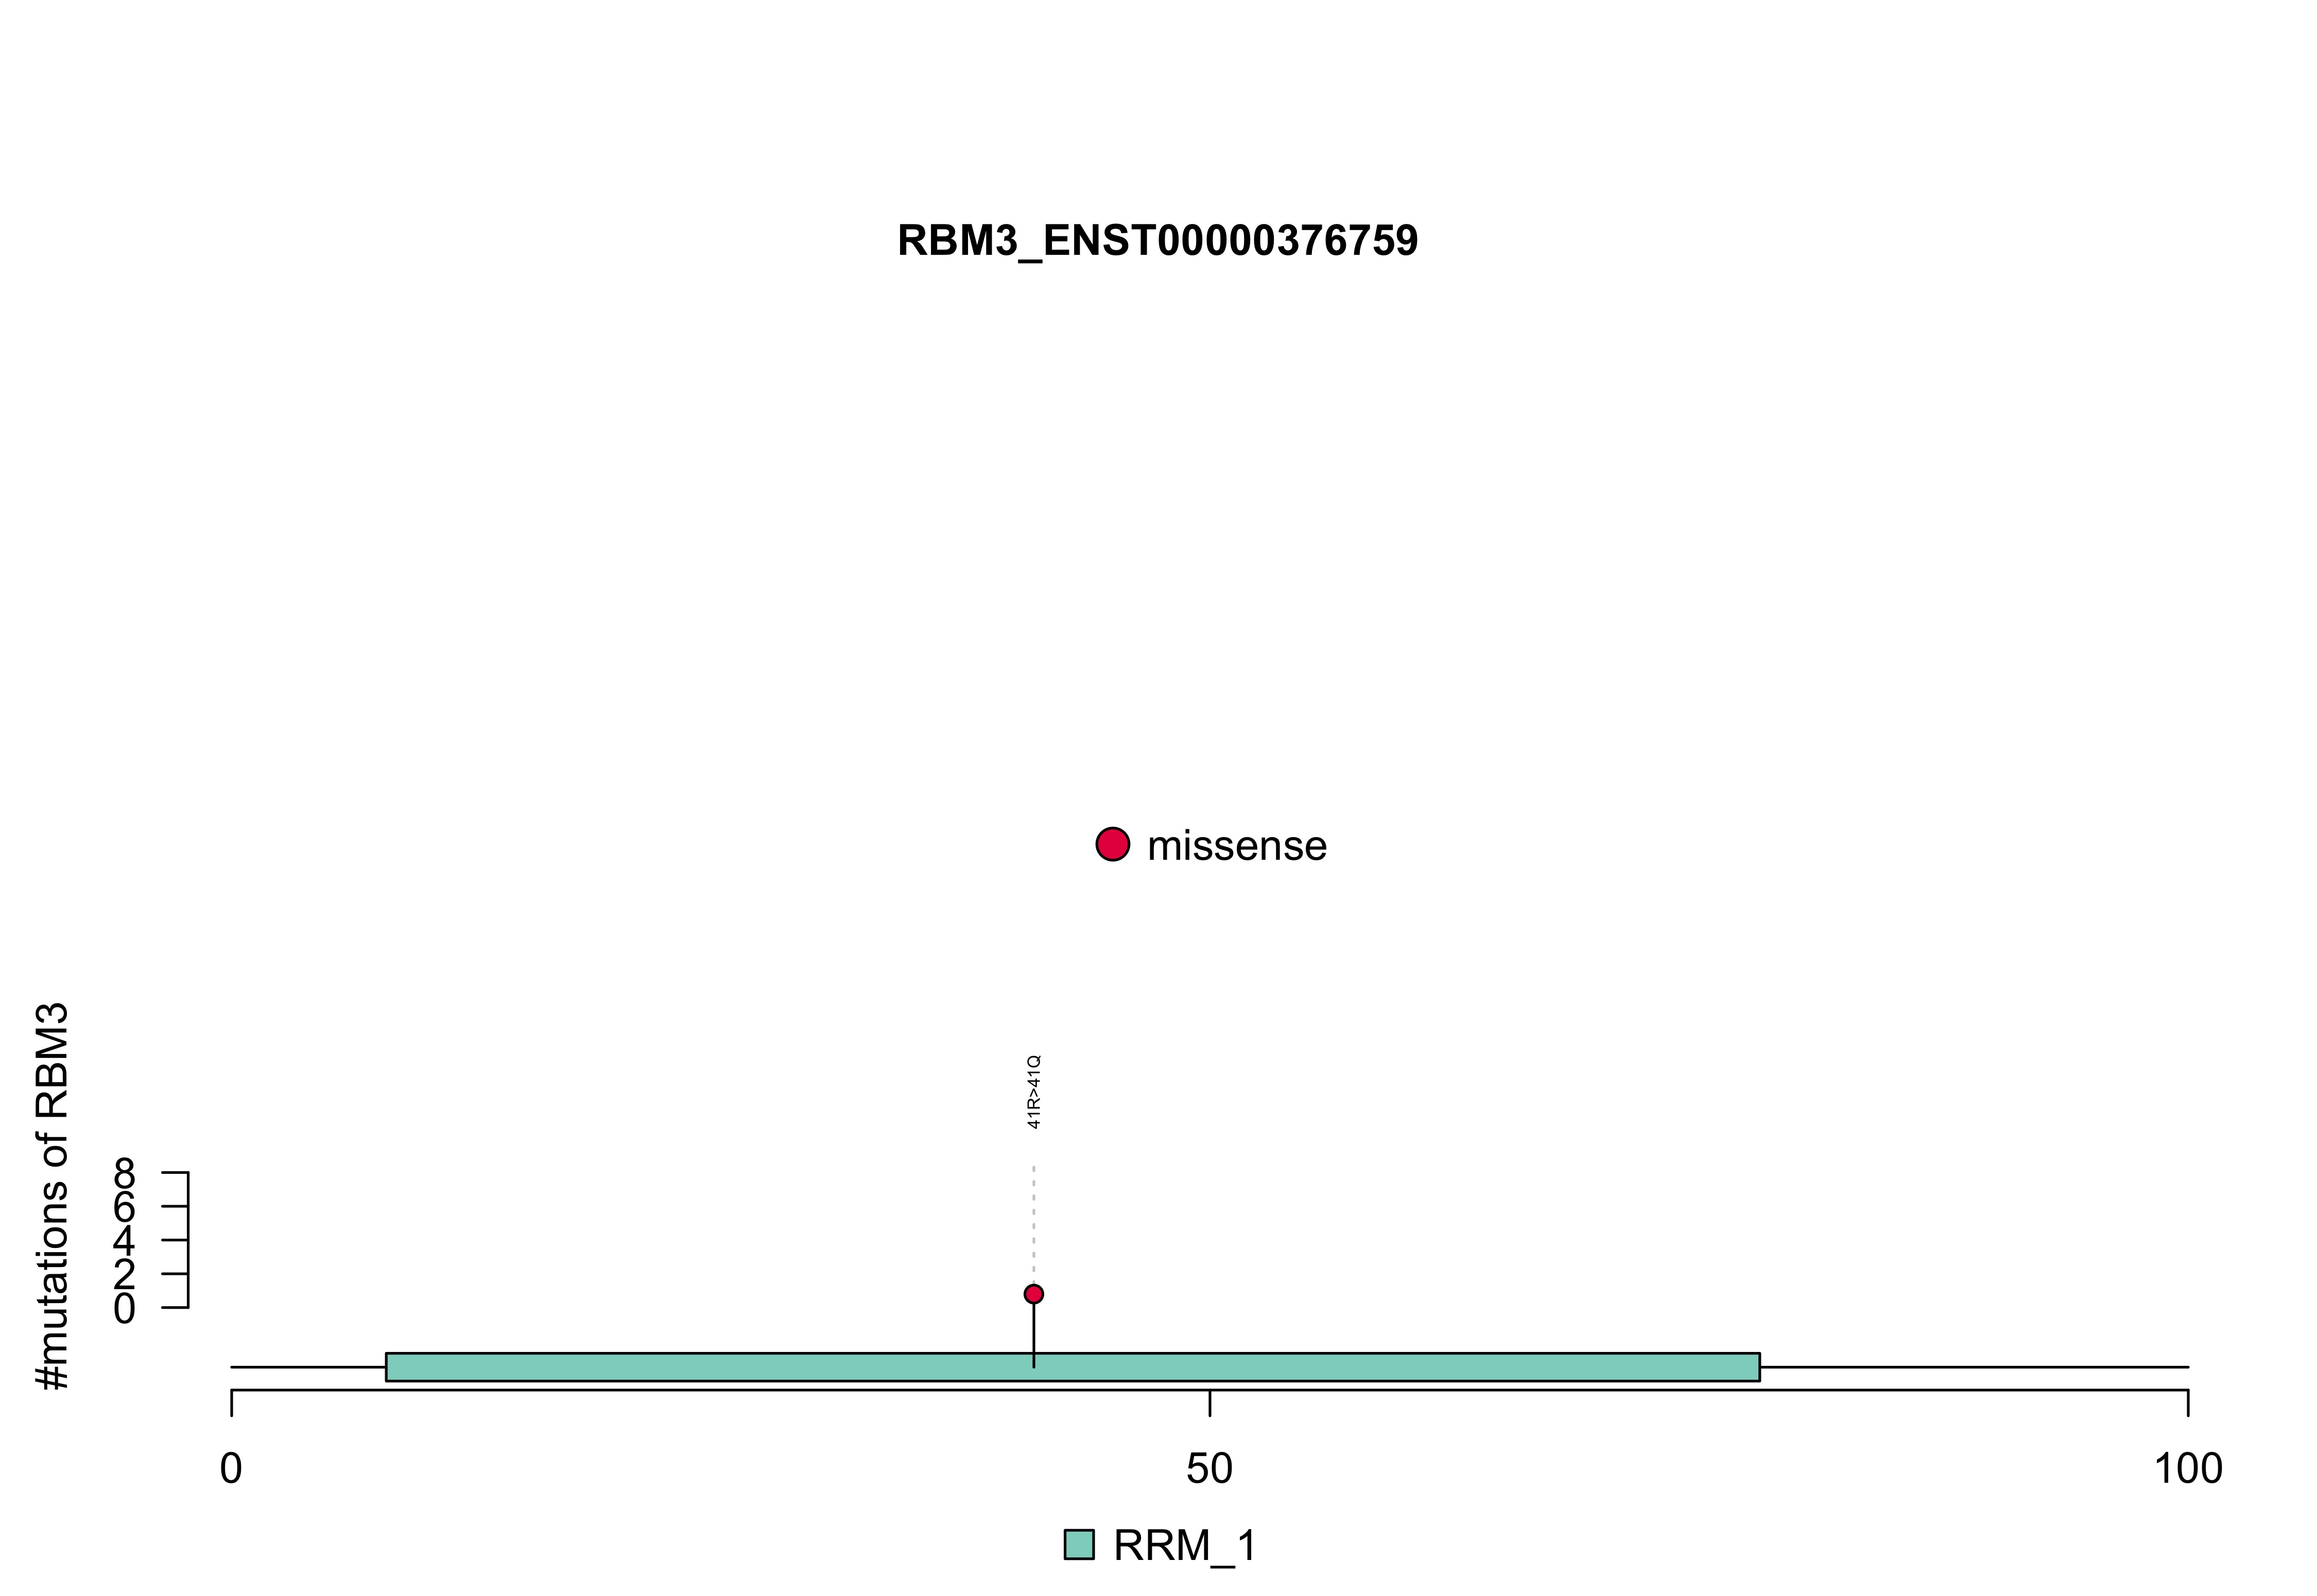 RBM3_ENST00000376759
missense
#mutations of RBM3
41R>41Q
8
6
4
2
0
0 50 100
RRM_1